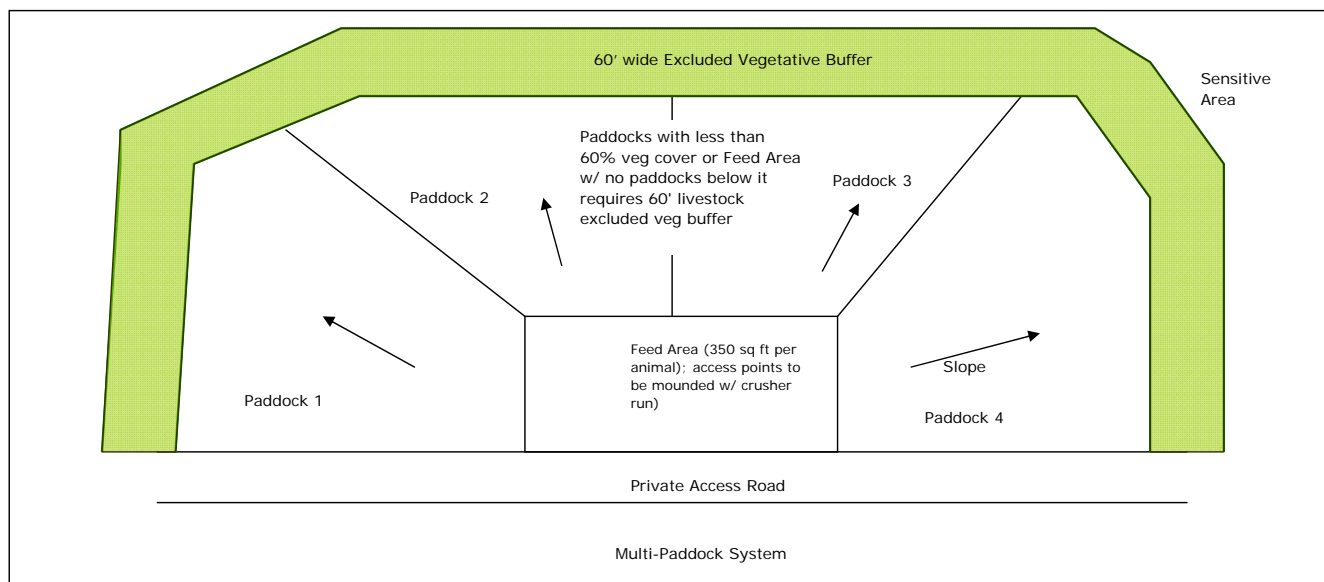 60' wide Excluded Vegetative Buffer
Sensitive
Area
Paddocks with less than
60% veg cover or Feed Area
w/ no paddocks below it
requires 60' livestock
excluded veg buffer
Paddock 2
Paddock 3
Feed Area (350 sq ft per
animal); access points to
be mounded w/ crusher
run)
Slope
Paddock 1
Paddock 4
Private Access Road
Multi-Paddock System